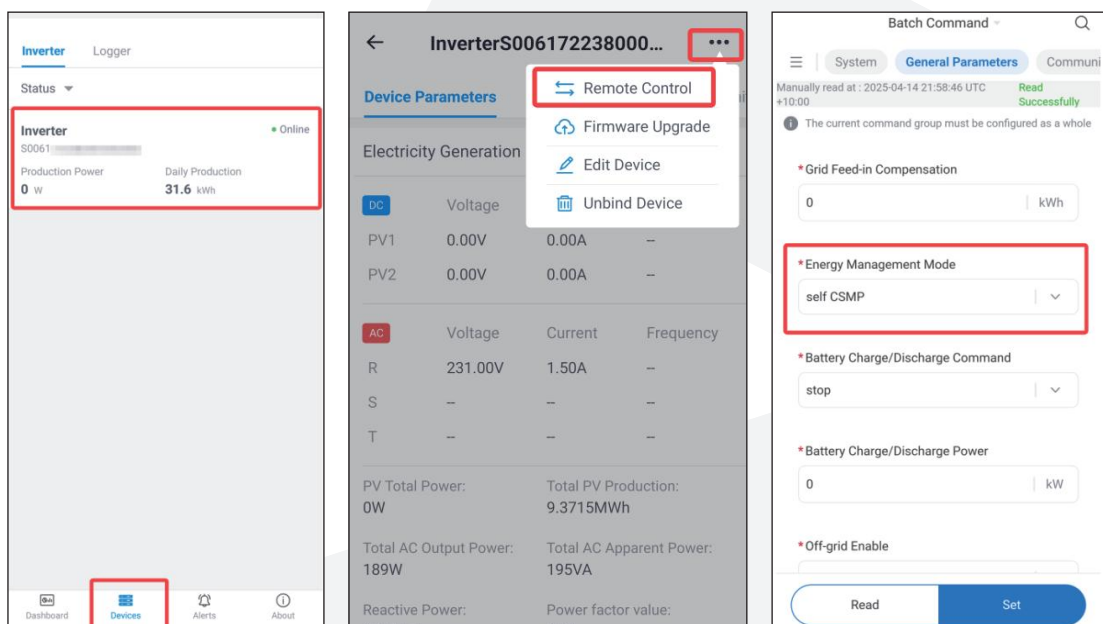 Inverter Logger
Status
Inverter
Online
S0061
Production Power Daily Production
0 W 31.6 kWh
Dashboard Devices Alerts About
InverterS006172238000... •••
Remote Control
Firmware Upgrade
Edit Device
Unbind Device
Device Parameters
Electricity Generation
DC Voltage
PV1 0.00V 0.00A --
PV2 0.00V 0.00A --
AC Voltage Current Frequency
R 231.00V 1.50A --
S -- -- --
T -- -- --
PV Total Power: Total PV Production:
0W 9.3715MWh
Total AC Output Power: Total AC Apparent Power:
189W 195VA
Reactive Power: Power factor value:
Batch Command
System General Parameters Communi
Manually read at : 2025-04-14 21:58:46 UTC
+10:00
Read
Successfully
The current command group must be configured as a whole
*Grid Feed-in Compensation
0 kWh
*Energy Management Mode
self CSMP
*Battery Charge/Discharge Command
stop
*Battery Charge/Discharge Power
0 kW
*Off-grid Enable
Read Set